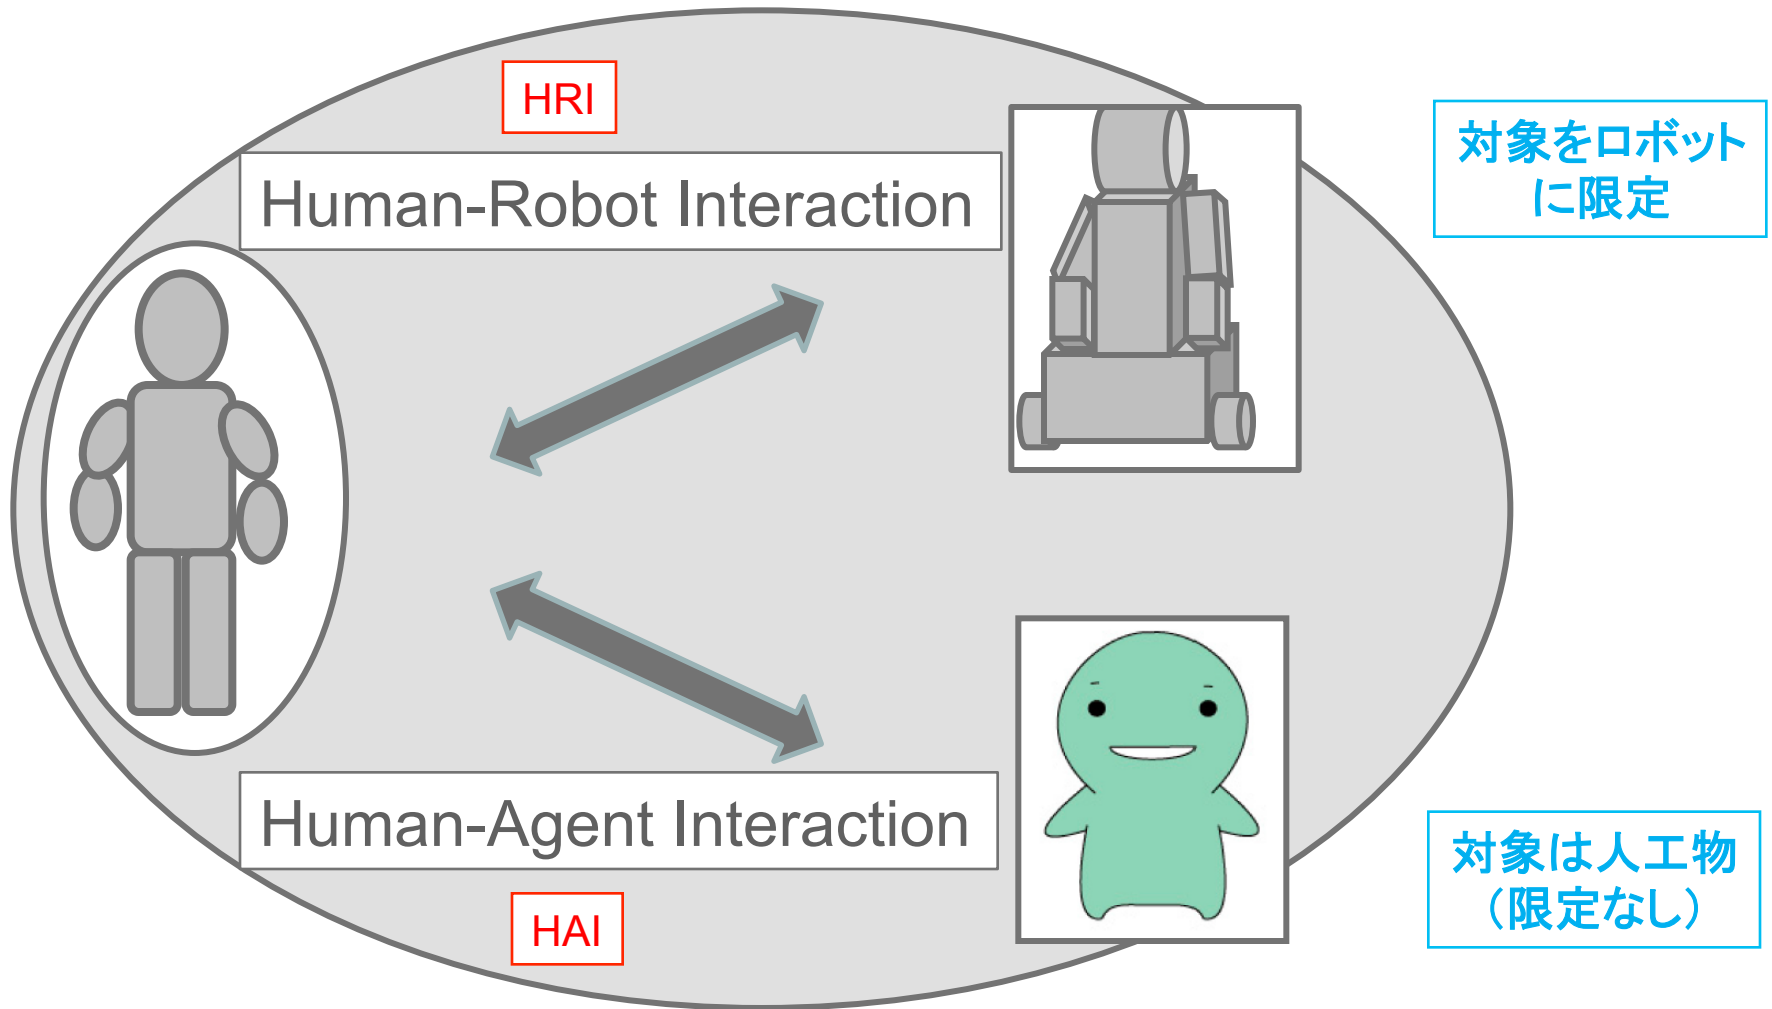 HRI
Human-Robot Interaction
対象をロボット
に限定
Human-Agent Interaction
HAI
対象は人工物
（限定なし）